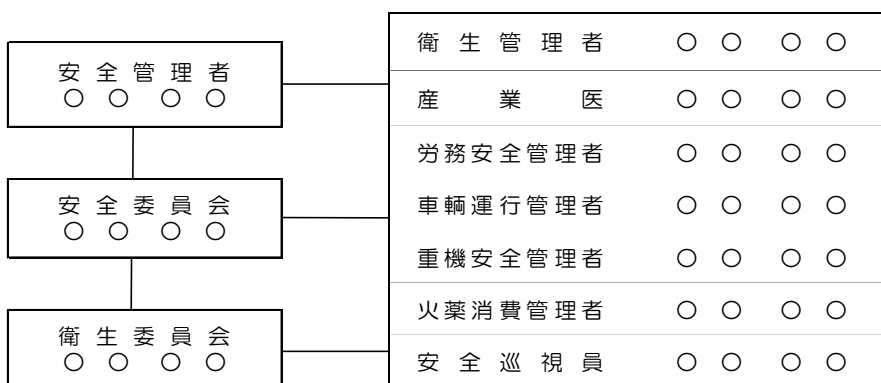 安全管理者
○○ ○○
安全委員会
○○ ○○
衛生委員会
○○ ○○
衛生管理者 ○○ ○○
産業医 ○○ ○○
労務安全管理者 ○○ ○○
車輌運行管理者 ○○ ○○
重機安全管理者 ○○ ○○
火薬消費管理者 ○○ ○○
安全巡視員 ○○ ○○